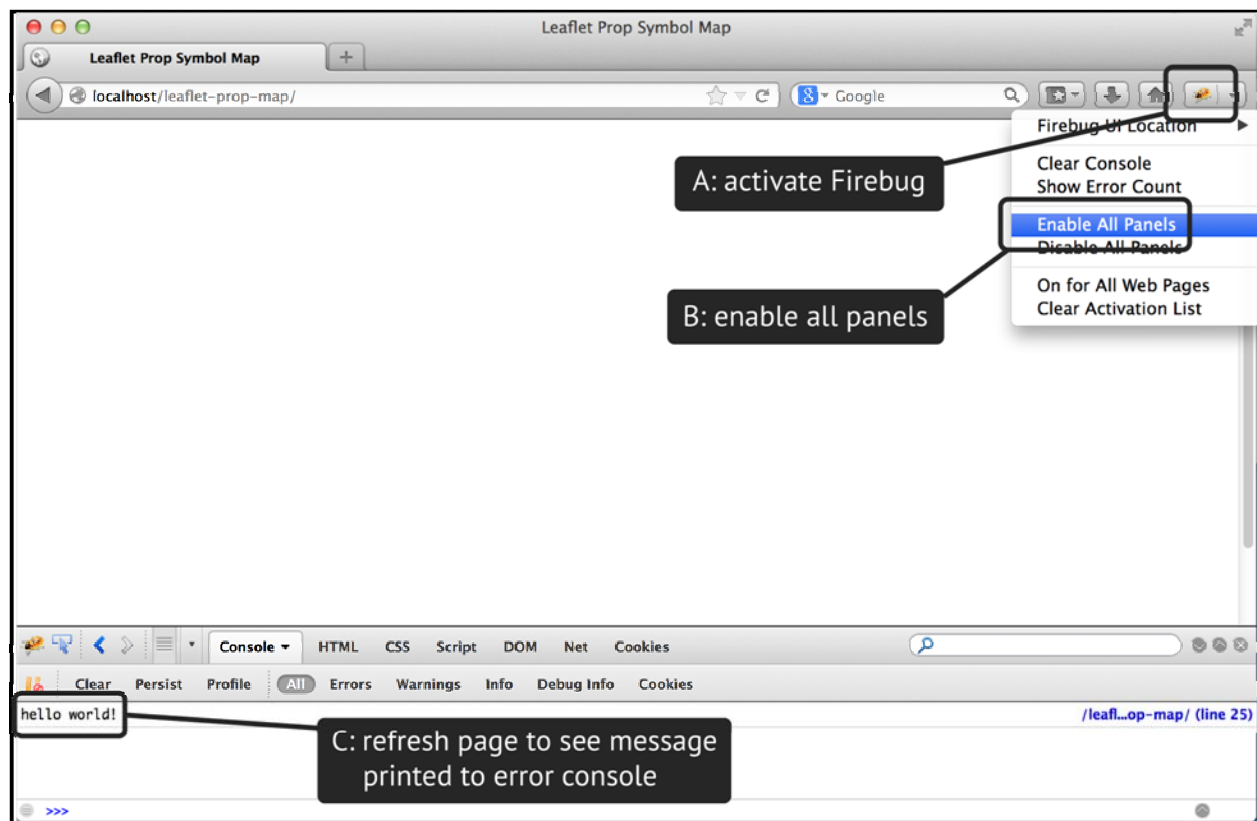 Leaflet Prop Symbol Map
Leaflet Prop Symbol Map
localhost/leaflet-prop-map/
Google
Firebug UI Location
A: activate Firebug
Clear Console
Show Error Count
Enable All Panels
Disable All Panels
B: enable all panels
On for All Web Pages
Clear Activation List
Console HTML CSS Script DOM Net Cookies
Clear Persist Profile All Errors Warnings Info Debug Info Cookies
hello world! /leafl...op-map/ (line 25)
C: refresh page to see message
printed to error console
>>>